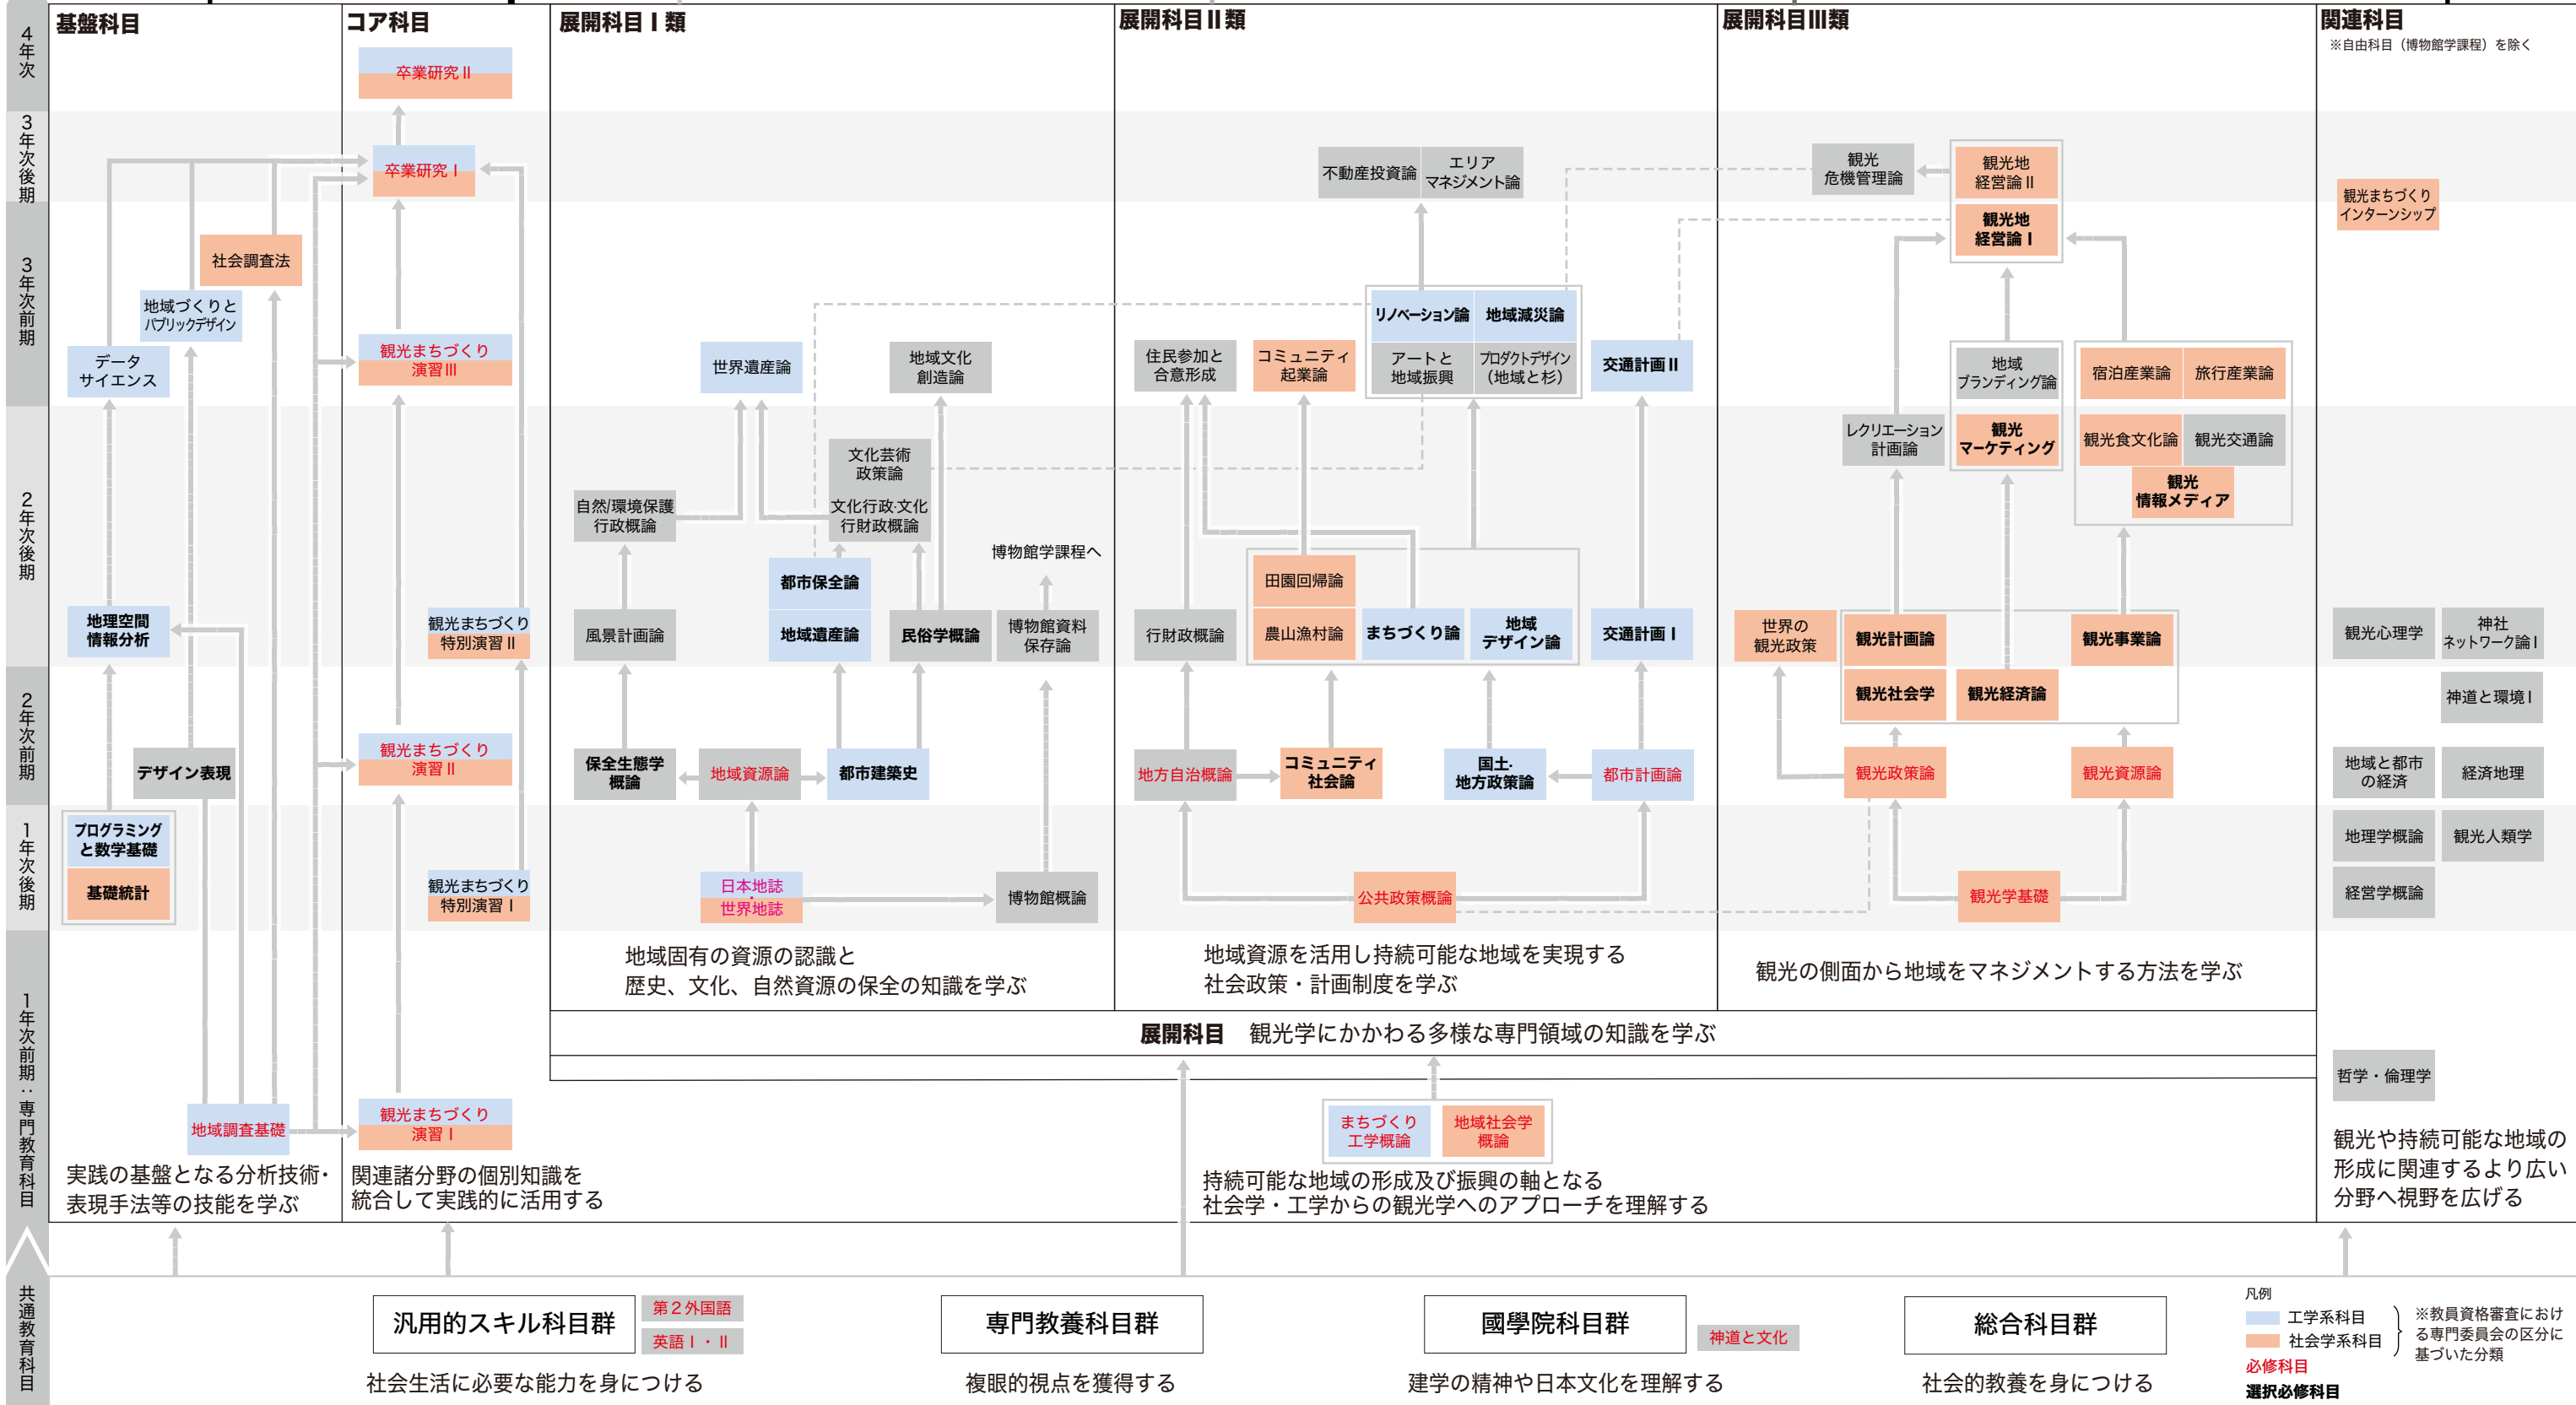 基盤科目
コア科目
展開科目Ⅰ類
展開科目Ⅱ類
展開科目Ⅲ類
関連科目
※自由科目（博物館学課程）を除く
4年次
卒業研究Ⅱ
3年次後期
卒業研究Ⅰ
不動産投資論
エリア
マネジメント論
観光
危機管理論
観光地
経営論Ⅱ
観光まちづくり
インターンシップ
3年次前期
観光地
経営論Ⅰ
社会調査法
地域づくりと
パブリックデザイン
データ
サイエンス
観光まちづくり
演習Ⅲ
世界遺産論
地域文化
創造論
住民参加と
合意形成
コミュニティ
起業論
リノベーション論
地域減災論
アートと
地域振興
プロダクトデザイン
（地域と杉）
交通計画Ⅱ
地域
ブランディング論
宿泊産業論
旅行産業論
2年次後期
文化芸術
政策論
文化行政・文化
行財政概論
自然/環境保護
行政概論
レクリエーション
計画論
観光
マーケティング
観光食文化論
観光交通論
観光
情報メディア
博物館学課程へ
都市保全論
地域遺産論
地理空間
情報分析
観光まちづくり
特別演習Ⅱ
風景計画論
民俗学概論
博物館資料
保存論
行財政概論
田園回帰論
農山漁村論
まちづくり論
地域
デザイン論
交通計画Ⅰ
世界の
観光政策
観光計画論
観光事業論
観光心理学
神社
ネットワーク論Ⅰ
2年次前期
観光社会学
観光経済論
神道と環境Ⅰ
デザイン表現
観光まちづくり
演習Ⅱ
保全生態学
概論
地域資源論
都市建築史
地方自治概論
コミュニティ
社会論
国土・
地方政策論
都市計画論
観光政策論
観光資源論
地域と都市
の経済
経済地理
1年次後期
プログラミング
と数学基礎
基礎統計
観光まちづくり
特別演習Ⅰ
日本地誌
・
世界地誌
博物館概論
公共政策概論
観光学基礎
地理学概論
観光人類学
経営学概論
地域固有の資源の認識と
歴史、文化、自然資源の保全の知識を学ぶ
地域資源を活用し持続可能な地域を実現する
社会政策・計画制度を学ぶ
観光の側面から地域をマネジメントする方法を学ぶ
展開科目　観光学にかかわる多様な専門領域の知識を学ぶ
1年次前期：専門教育科目
地域調査基礎
観光まちづくり
演習Ⅰ
まちづくり
工学概論
地域社会学
概論
哲学・倫理学
実践の基盤となる分析技術・
表現手法等の技能を学ぶ
関連諸分野の個別知識を
統合して実践的に活用する
持続可能な地域の形成及び振興の軸となる
社会学・工学からの観光学へのアプローチを理解する
観光や持続可能な地域の
形成に関連するより広い
分野へ視野を広げる
共通教育科目
汎用的スキル科目群
第2外国語
英語Ⅰ・Ⅱ
社会生活に必要な能力を身につける
専門教養科目群
複眼的視点を獲得する
國學院科目群
神道と文化
建学の精神や日本文化を理解する
総合科目群
社会的教養を身につける
凡例
工学系科目
社会学系科目
※教員資格審査におけ
る専門委員会の区分に
基づいた分類
必修科目
選択必修科目